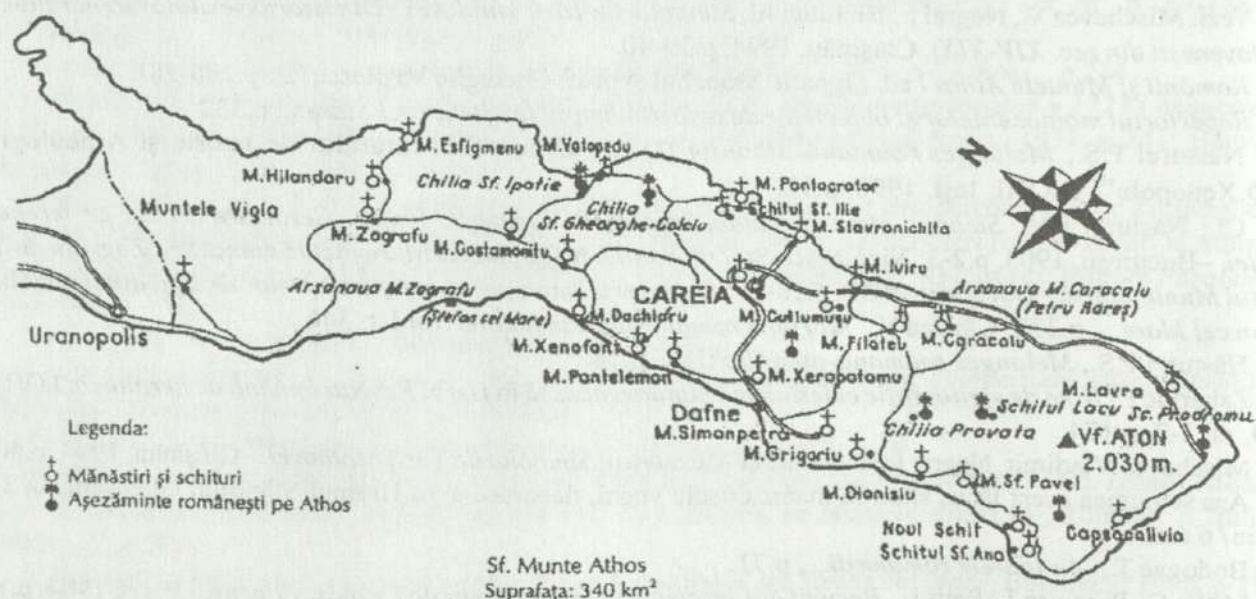 M. Esfigmenu
M. Vatopedu
M. Hilandaru
Chilia Sf. Ipatie
M. Pantocrator
Muntele Vigla
Chilia
Sf. Gheorghe-Colciu
Schitul Sf. Ilie
M. Stavronichita
M. Zografu
M. Costamonitu
N
Arsanaua M. Zografu
(Ștefan cel Mare)
CAREIA
M. Iviru
Arsanaua M. Caracalu
(Petru Rareș)
Uranopolis
M. Dochiaru
M. Cutlumușu
M. Xenofont
M. Filateu
M. Caracalu
M. Pantelemon
M. Xeropotamu
M. Lavra
Dafne
Schitul Lacu
Sc. Prodromu
M. Simonpetra
Chilia Provata
Vf. ATON
2.030 m.
M. Grigoriu
M. Dionisiu
M. Sf. Pavel
Noul Schit
Capsocalivia
Schitul Sf. Ana
Legenda:
Mănăstiri și schituri
Așezăminte românești pe Athos
Sf. Munte Athos
Suprafața: 340 km²